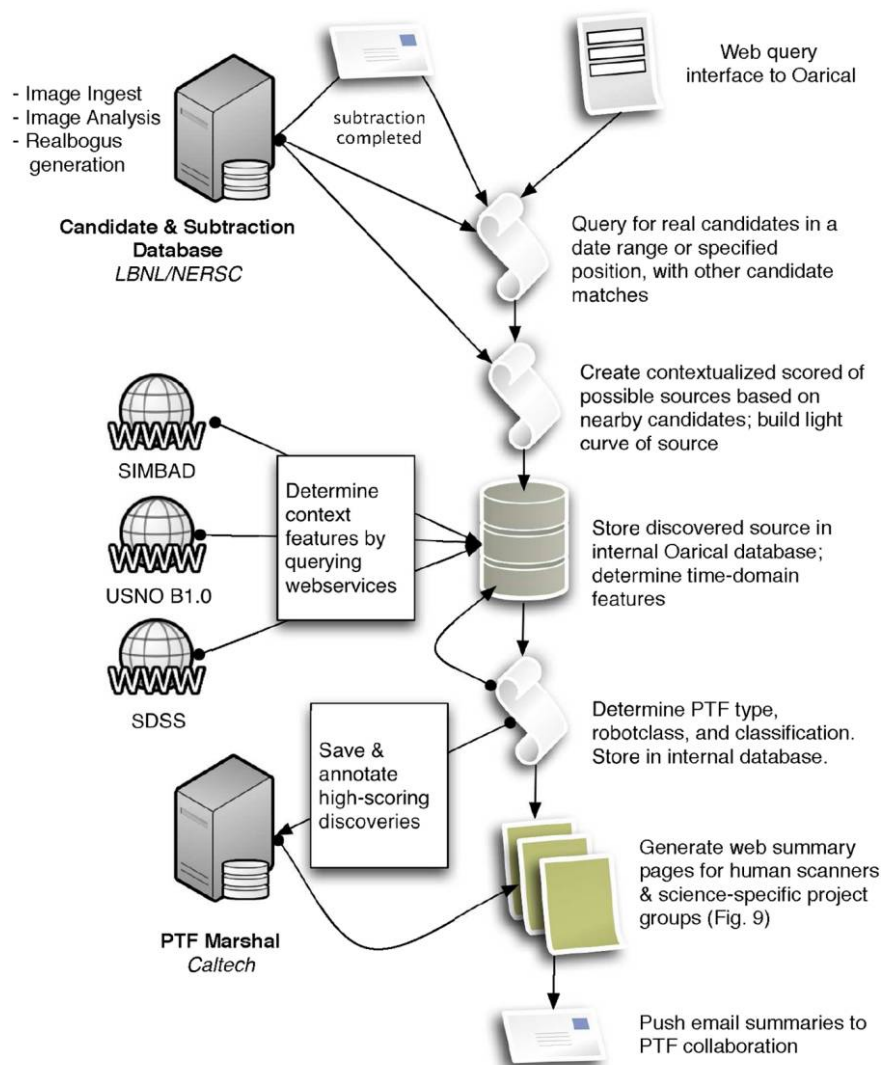 - Image Ingest
- Image Analysis
- Realbogus
generation
subtraction
completed
Web query
interface to Oarical
Candidate & Subtraction
Database
LBNL/NERSC
Query for real candidates in a
date range or specified
position, with other candidate
matches
Create contextualized scored of
possible sources based on
nearby candidates; build light
curve of source
WWW
SIMBAD
WWW
USNO B1.0
WWW
SDSS
Determine
context
features by
querying
webservices
Store discovered source in
internal Oarical database;
determine time-domain
features
Determine PTF type,
robotclass, and classification.
Store in internal database.
Save &
annotate
high-scoring
discoveries
PTF Marshal
Caltech
Generate web summary
pages for human scanners
& science-specific project
groups (Fig. 9)
Push email summaries to
PTF collaboration